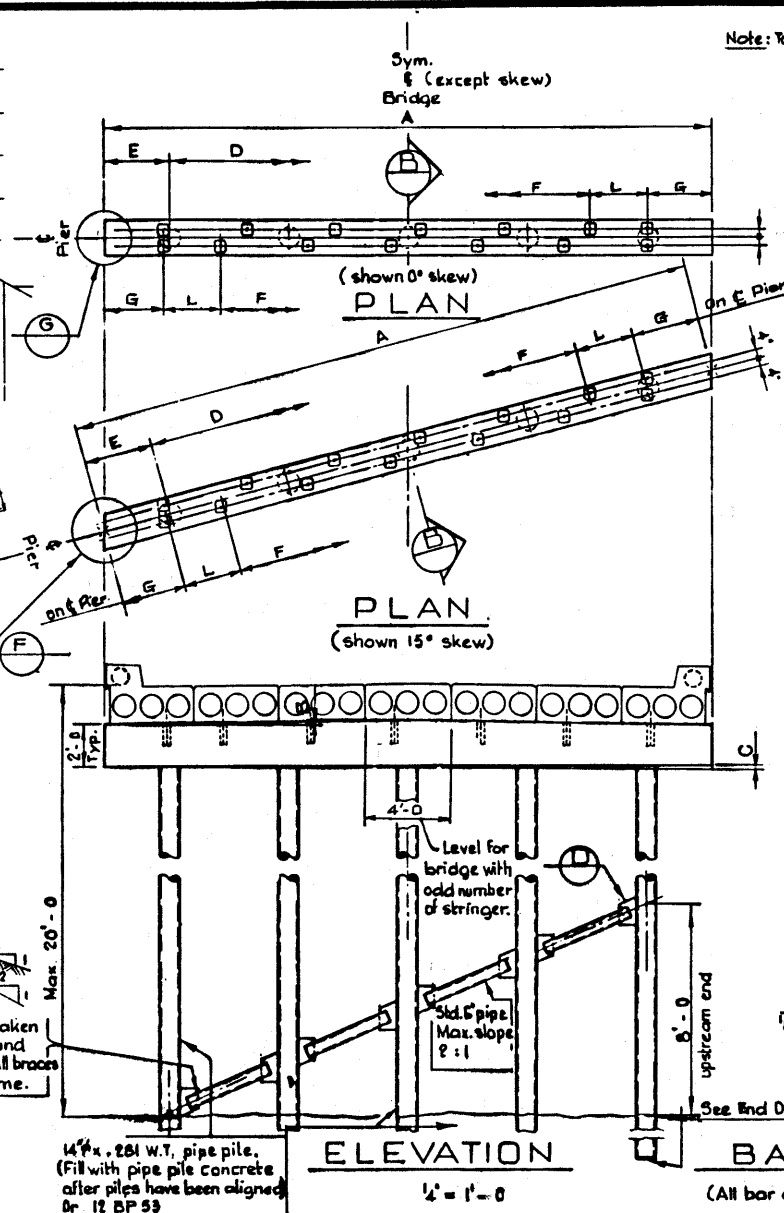 Note:
Sym.
℄ (except skew)
Bridge
A
E
D
B
F
L
G
℄
Pier
(shown 0° skew)
PLAN
G
L
F
G
A
on ℄ Pier
F
L
G
E
D
B
℄
Pier
on ℄ Pier
G
L
F
F
PLAN
(shown 15° skew)
2'-0
Typ.
C
4'-0
Level for
bridge with
odd number
of stringer.
D
Max. 20'-0
Std. 6" pipe
Max. slope
2:1
8'-0
upstream end
aken
und
ll braces
me.
See End D
14"φ x .281 W.T. pipe pile.
(Fill with pipe pile concrete
after piles have been aligned)
Or 12 BP 53
ELEVATION
¼" = 1'-0
BA
(All bar